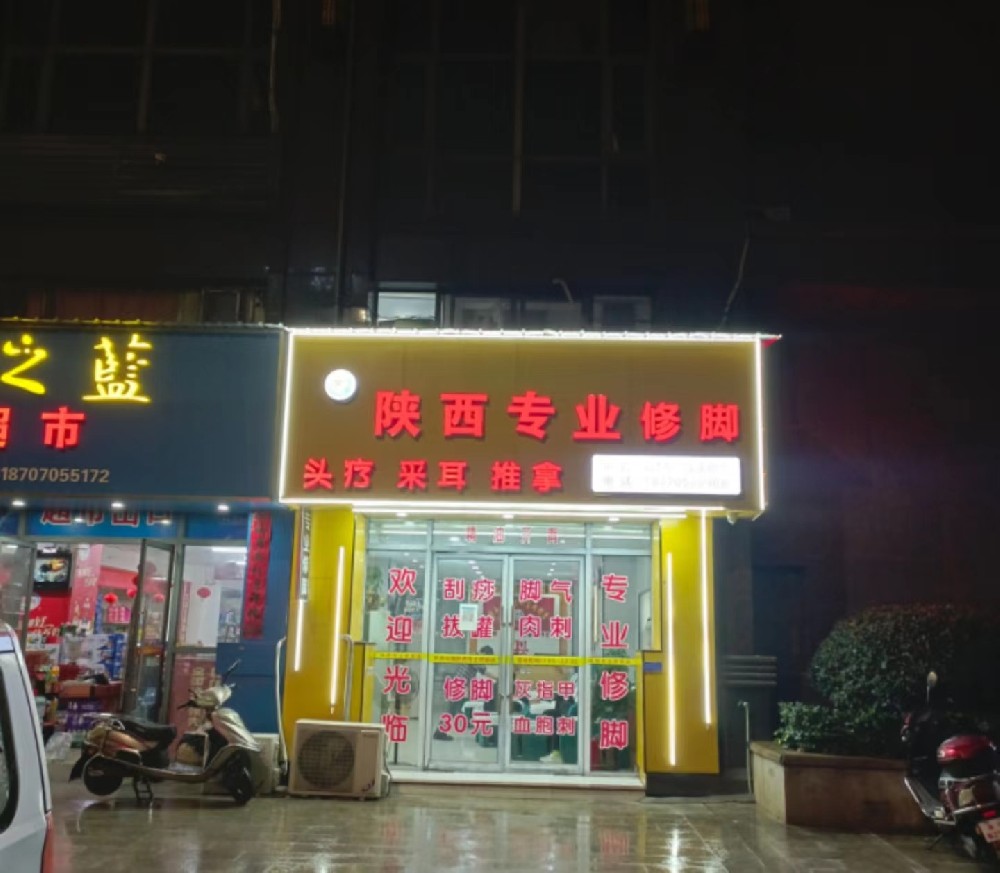 之藍
超市
18707055172
陕西专业修脚
头疗 采耳 推拿
欢迎光临
刮痧
拔罐
修脚
30元
脚气
肉刺
灰指甲
血胞刺
专业修脚